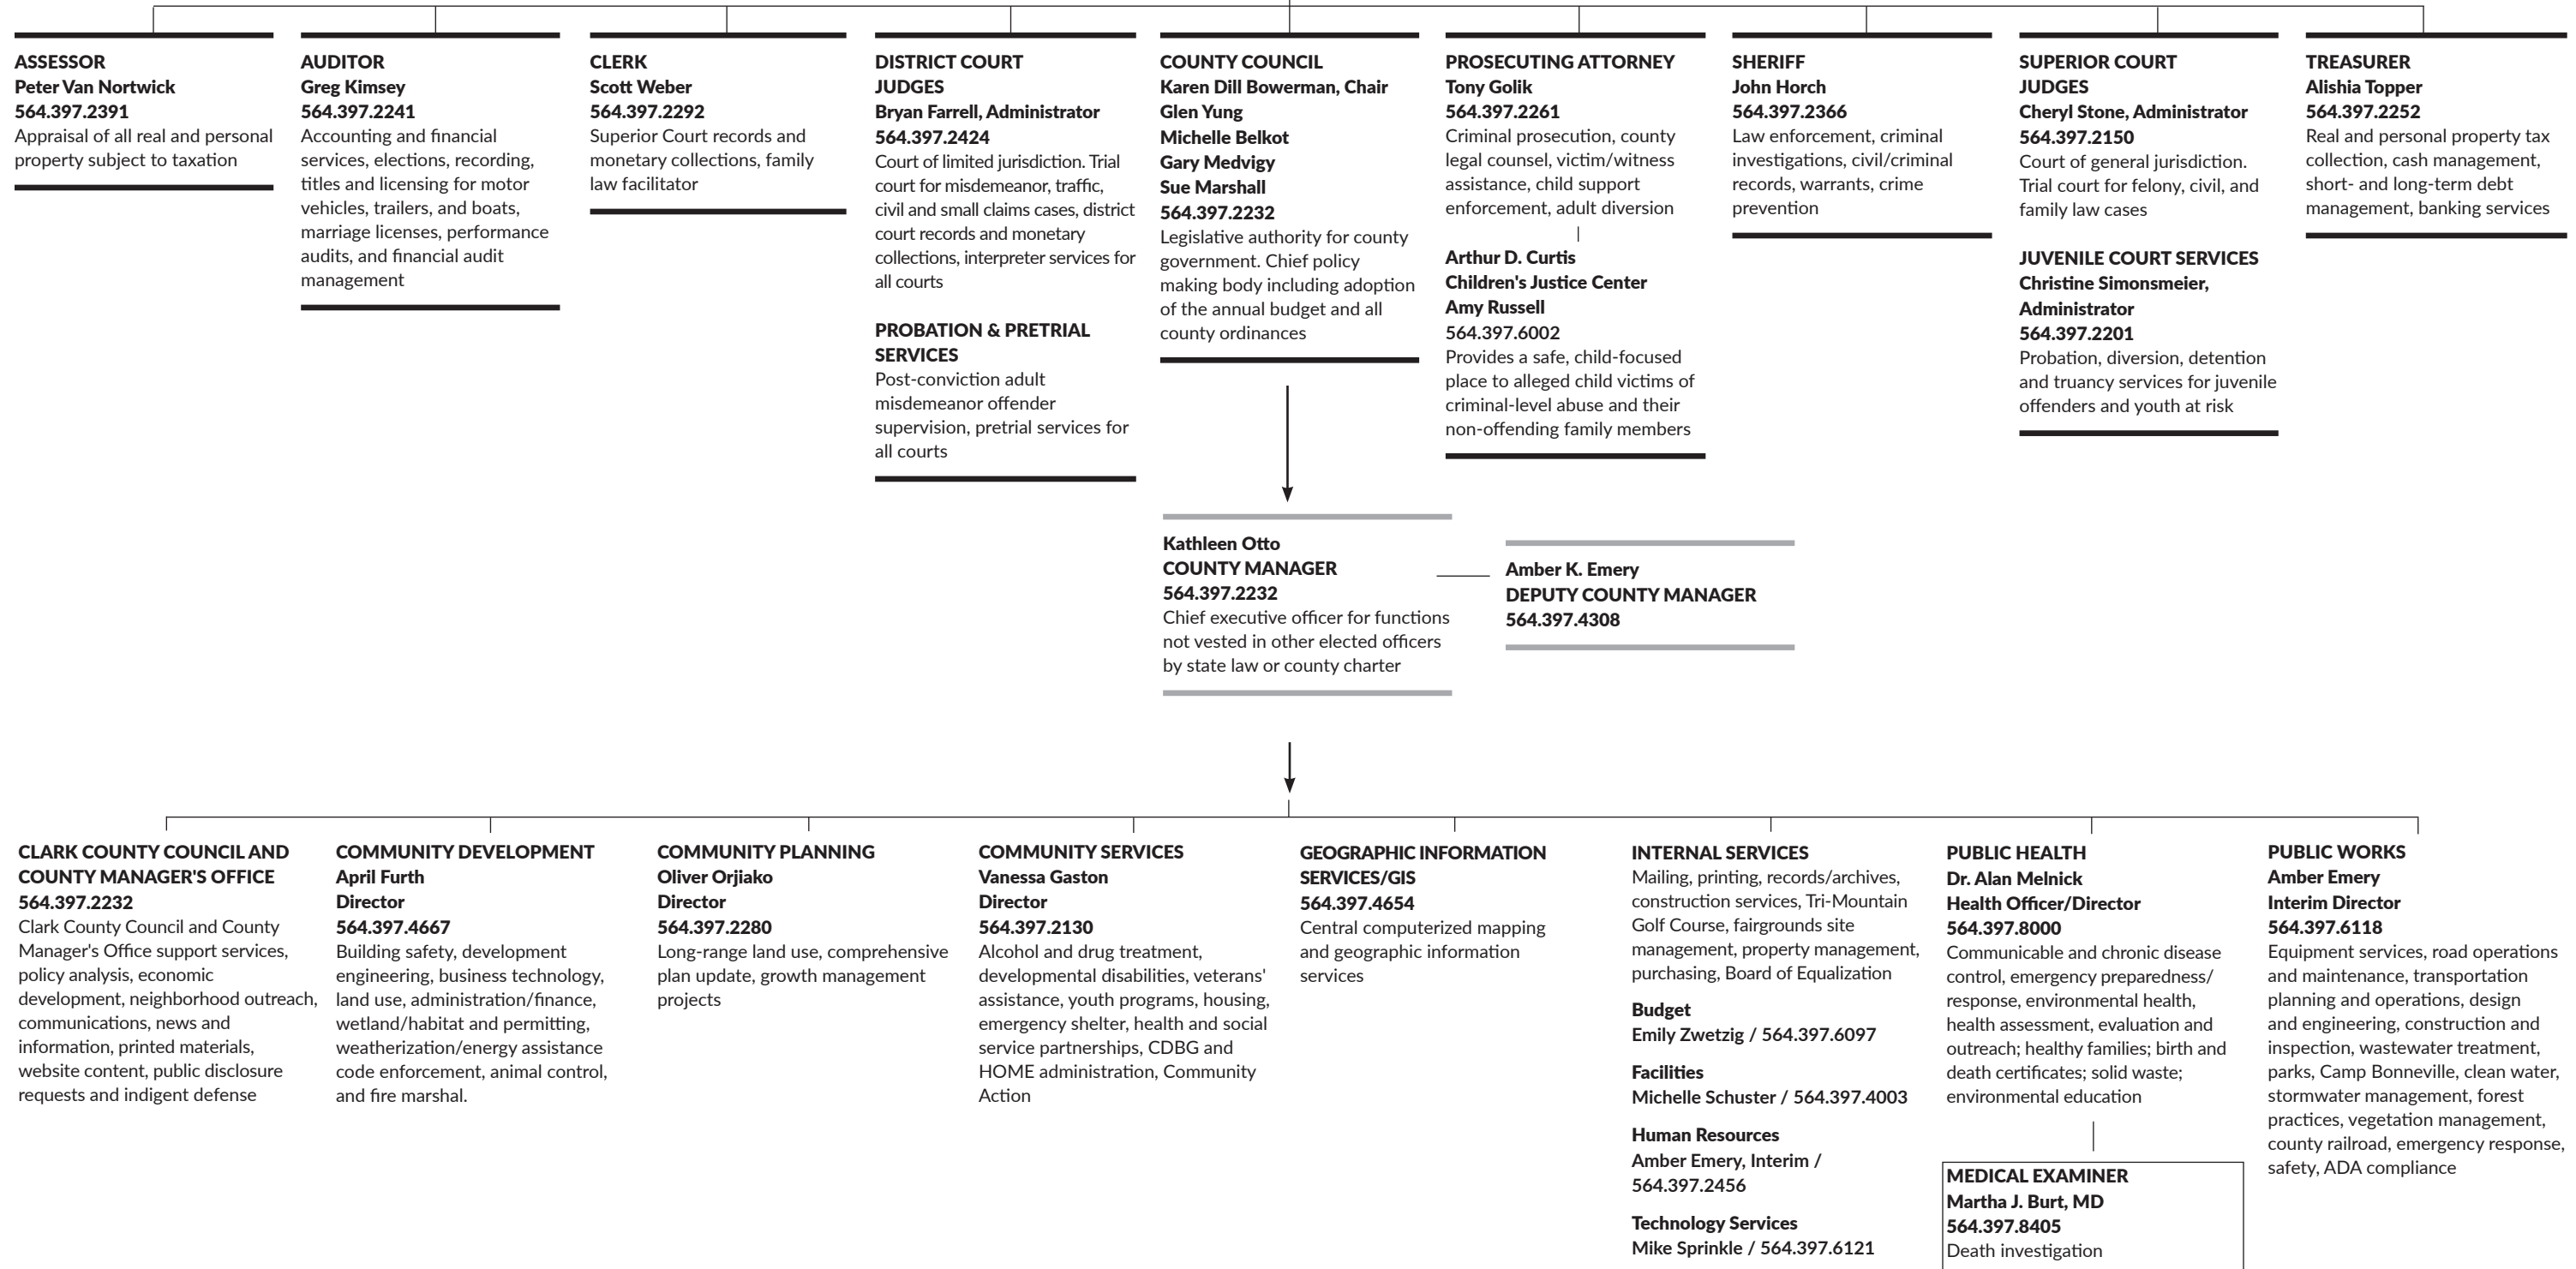 ASSESSOR
Peter Van Nortwick
564.397.2391
Appraisal of all real and personal
property subject to taxation
AUDITOR
Greg Kimsey
564.397.2241
Accounting and financial
services, elections, recording,
titles and licensing for motor
vehicles, trailers, and boats,
marriage licenses, performance
audits, and financial audit
management
CLERK
Scott Weber
564.397.2292
Superior Court records and
monetary collections, family
law facilitator
DISTRICT COURT
JUDGES
Bryan Farrell, Administrator
564.397.2424
Court of limited jurisdiction. Trial
court for misdemeanor, traffic,
civil and small claims cases, district
court records and monetary
collections, interpreter services for
all courts
PROBATION & PRETRIAL
SERVICES
Post-conviction adult
misdemeanor offender
supervision, pretrial services for
all courts
COUNTY COUNCIL
Karen Dill Bowerman, Chair
Glen Yung
Michelle Belkot
Gary Medvigy
Sue Marshall
564.397.2232
Legislative authority for county
government. Chief policy
making body including adoption
of the annual budget and all
county ordinances
PROSECUTING ATTORNEY
Tony Golik
564.397.2261
Criminal prosecution, county
legal counsel, victim/witness
assistance, child support
enforcement, adult diversion
Arthur D. Curtis
Children's Justice Center
Amy Russell
564.397.6002
Provides a safe, child-focused
place to alleged child victims of
criminal-level abuse and their
non-offending family members
SHERIFF
John Horch
564.397.2366
Law enforcement, criminal
investigations, civil/criminal
records, warrants, crime
prevention
SUPERIOR COURT
JUDGES
Cheryl Stone, Administrator
564.397.2150
Court of general jurisdiction.
Trial court for felony, civil, and
family law cases
JUVENILE COURT SERVICES
Christine Simonsmeier,
Administrator
564.397.2201
Probation, diversion, detention
and truancy services for juvenile
offenders and youth at risk
TREASURER
Alishia Topper
564.397.2252
Real and personal property tax
collection, cash management,
short- and long-term debt
management, banking services
Kathleen Otto
COUNTY MANAGER
564.397.2232
Chief executive officer for functions
not vested in other elected officers
by state law or county charter
Amber K. Emery
DEPUTY COUNTY MANAGER
564.397.4308
CLARK COUNTY COUNCIL AND
COUNTY MANAGER'S OFFICE
564.397.2232
Clark County Council and County
Manager's Office support services,
policy analysis, economic
development, neighborhood outreach,
communications, news and
information, printed materials,
website content, public disclosure
requests and indigent defense
COMMUNITY DEVELOPMENT
April Furth
Director
564.397.4667
Building safety, development
engineering, business technology,
land use, administration/finance,
wetland/habitat and permitting,
weatherization/energy assistance
code enforcement, animal control,
and fire marshal.
COMMUNITY PLANNING
Oliver Orjiako
Director
564.397.2280
Long-range land use, comprehensive
plan update, growth management
projects
COMMUNITY SERVICES
Vanessa Gaston
Director
564.397.2130
Alcohol and drug treatment,
developmental disabilities, veterans'
assistance, youth programs, housing,
emergency shelter, health and social
service partnerships, CDBG and
HOME administration, Community
Action
GEOGRAPHIC INFORMATION
SERVICES/GIS
564.397.4654
Central computerized mapping
and geographic information
services
INTERNAL SERVICES
Mailing, printing, records/archives,
construction services, Tri-Mountain
Golf Course, fairgrounds site
management, property management,
purchasing, Board of Equalization
Budget
Emily Zwetzig / 564.397.6097
Facilities
Michelle Schuster / 564.397.4003
Human Resources
Amber Emery, Interim /
564.397.2456
Technology Services
Mike Sprinkle / 564.397.6121
PUBLIC HEALTH
Dr. Alan Melnick
Health Officer/Director
564.397.8000
Communicable and chronic disease
control, emergency preparedness/
response, environmental health,
health assessment, evaluation and
outreach; healthy families; birth and
death certificates; solid waste;
environmental education
MEDICAL EXAMINER
Martha J. Burt, MD
564.397.8405
Death investigation
PUBLIC WORKS
Amber Emery
Interim Director
564.397.6118
Equipment services, road operations
and maintenance, transportation
planning and operations, design
and engineering, construction and
inspection, wastewater treatment,
parks, Camp Bonneville, clean water,
stormwater management, forest
practices, vegetation management,
county railroad, emergency response,
safety, ADA compliance